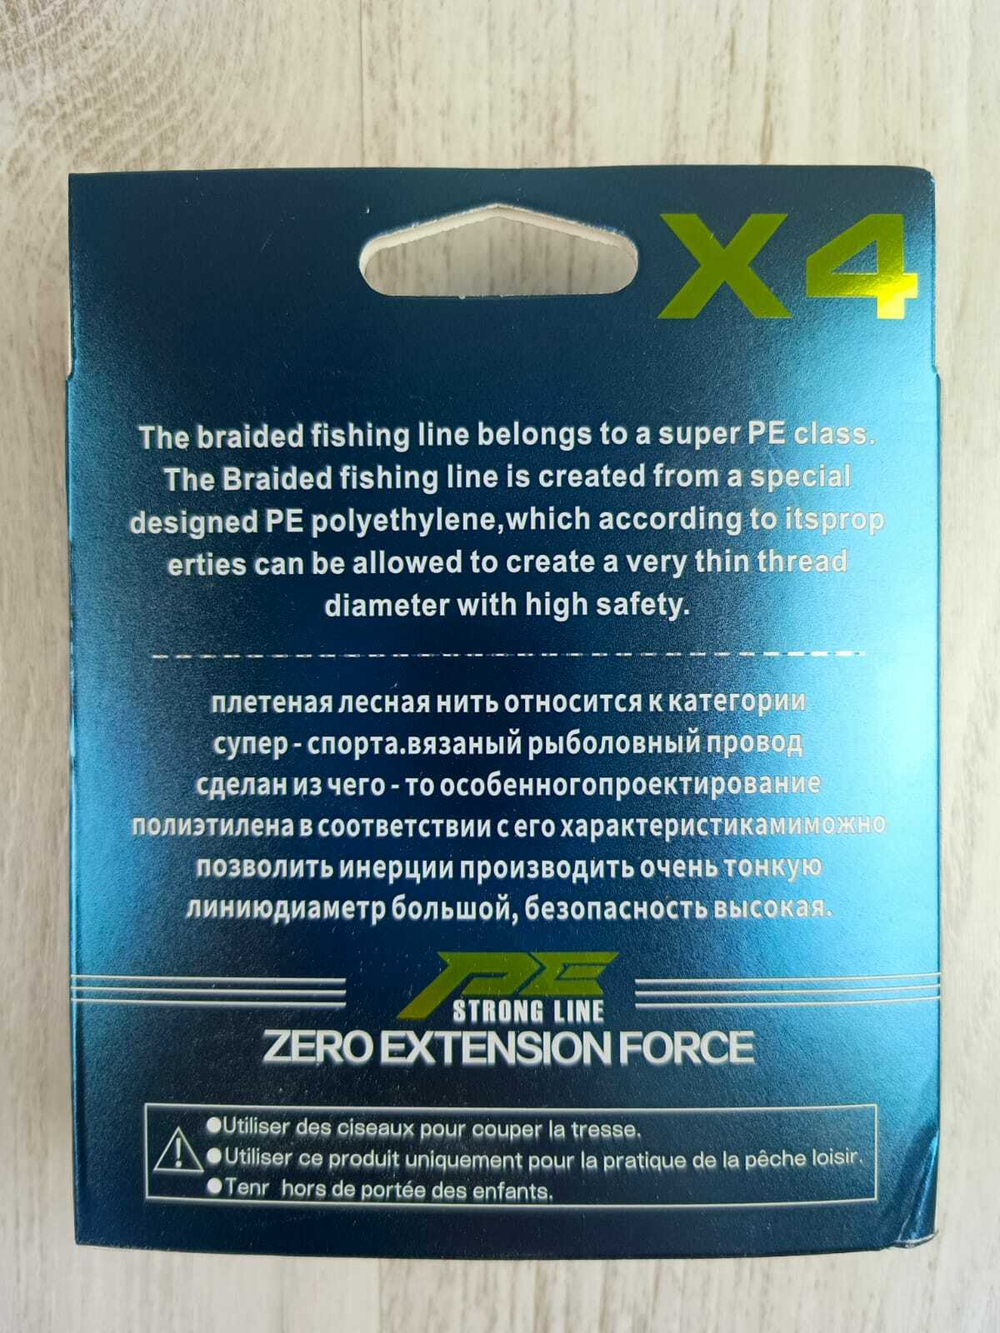 X4
The braided fishing line belongs to a super PE class.
The Braided fishing line is created from a special
designed PE polyethylene,which according to itsprop
erties can be allowed to create a very thin thread
diameter with high safety.
плетеная лесная нить относится к категории
супер - спорта.вязаный рыболовный провод
сделан из чего - то особенногопроектирование
полиэтилена в соответствии с его характеристикамиможно
позволить инерции производить очень тонкую
линиюдиаметр большой, безопасность высокая.
PE
STRONG LINE
ZERO EXTENSION FORCE
●Utiliser des ciseaux pour couper la tresse.
●Utiliser ce produit uniquement pour la pratique de la pêche loisir.
●Tenr hors de portée des enfants.